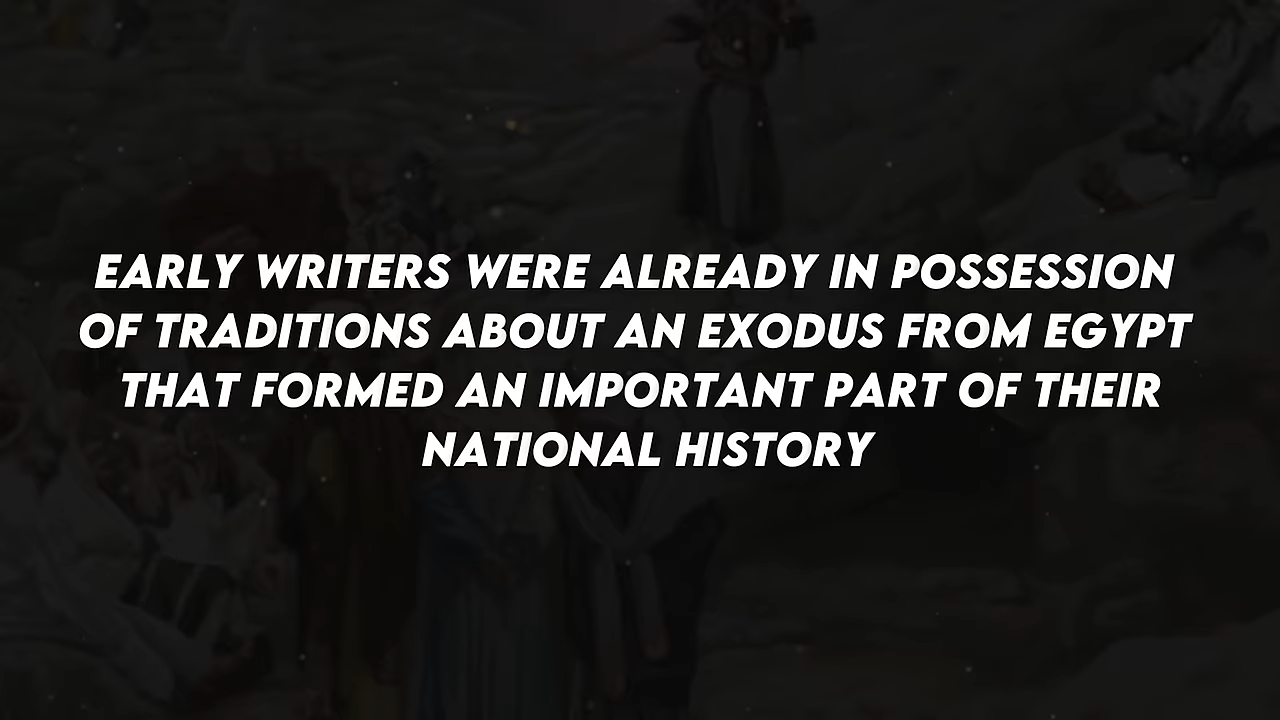 EARLY WRITERS WERE ALREADY IN POSSESSION
OF TRADITIONS ABOUT AN EXODUS FROM EGYPT
THAT FORMED AN IMPORTANT PART OF THEIR
NATIONAL HISTORY